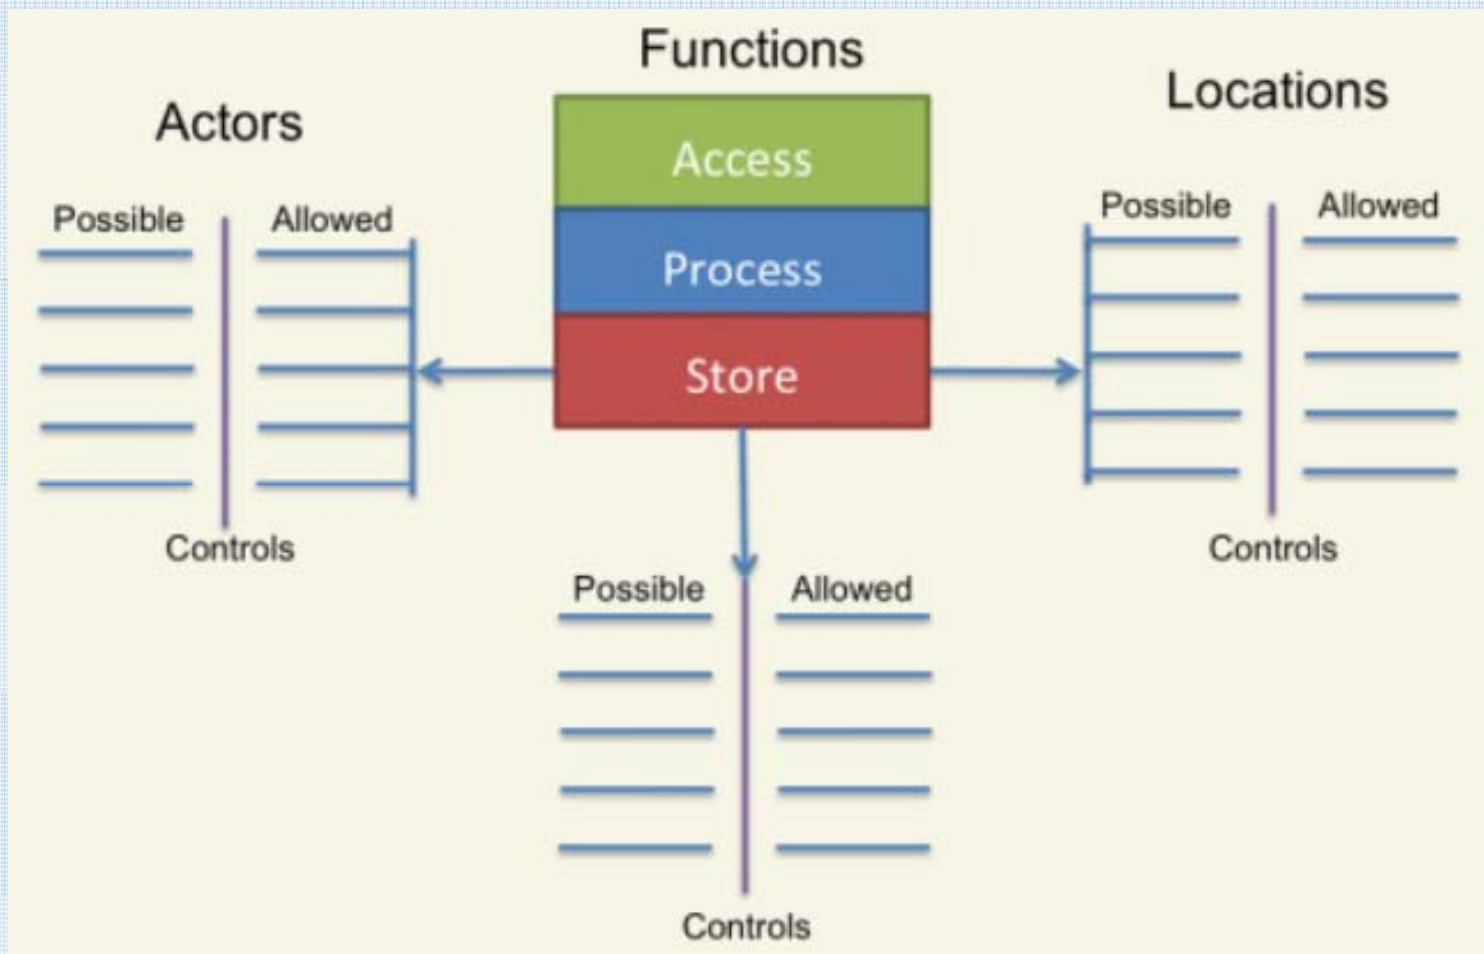 Functions
Actors
Locations
Access
Process
Store
Possible Allowed
Controls
Possible Allowed
Controls
Possible Allowed
Controls